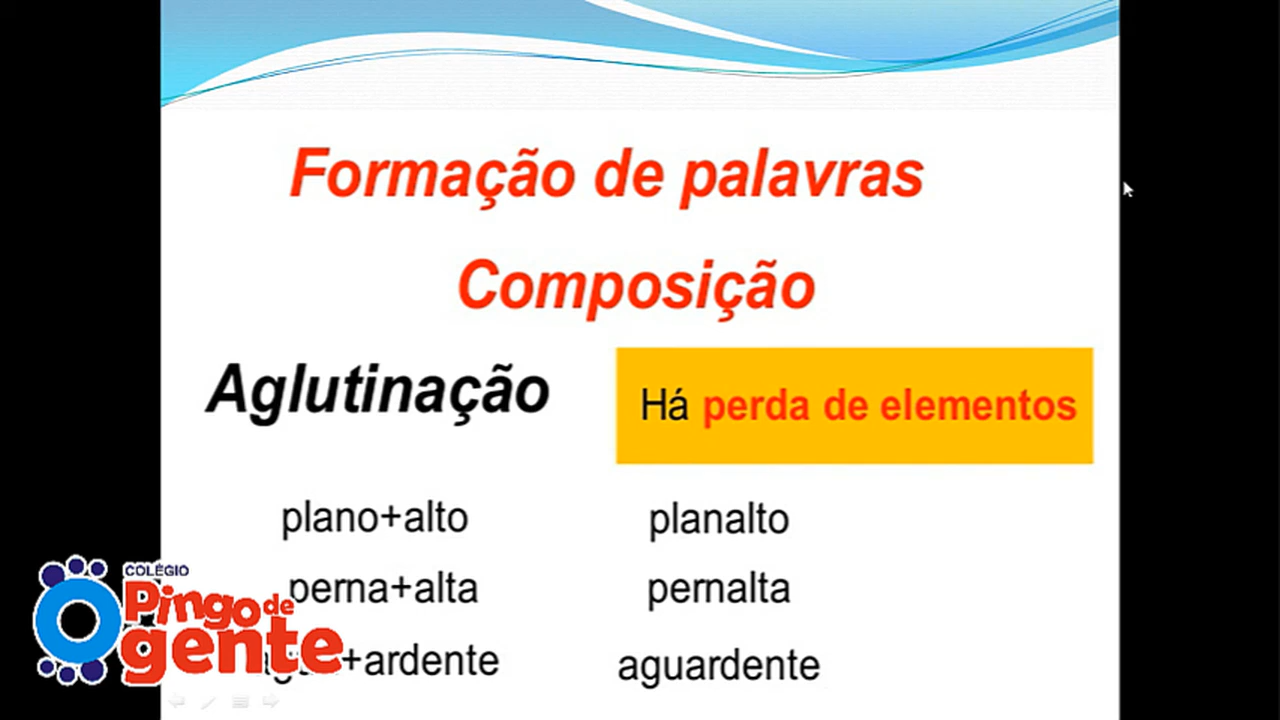 Formação de palavras
Composição
Aglutinação
Há perda de elementos
plano+alto
planalto
perna+alta
pernalta
+ardente
aguardente
COLÉGIO
Pingo de
gente